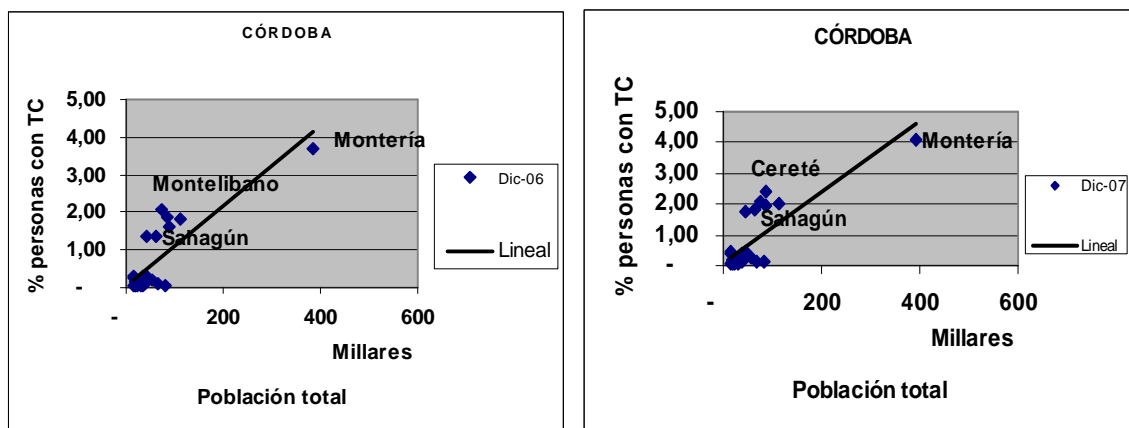 CÓRDOBA
% personas con TC
5,00
4,00
3,00
2,00
1,00
-
-
200
400
600
Millares
Población total
Montería
Montelibano
Sahagún
Dic-06
Lineal
CÓRDOBA
% personas con TC
5,00
4,00
3,00
2,00
1,00
-
-
200
400
600
Millares
Población total
Montería
Cereté
Sahagún
Dic-07
Lineal